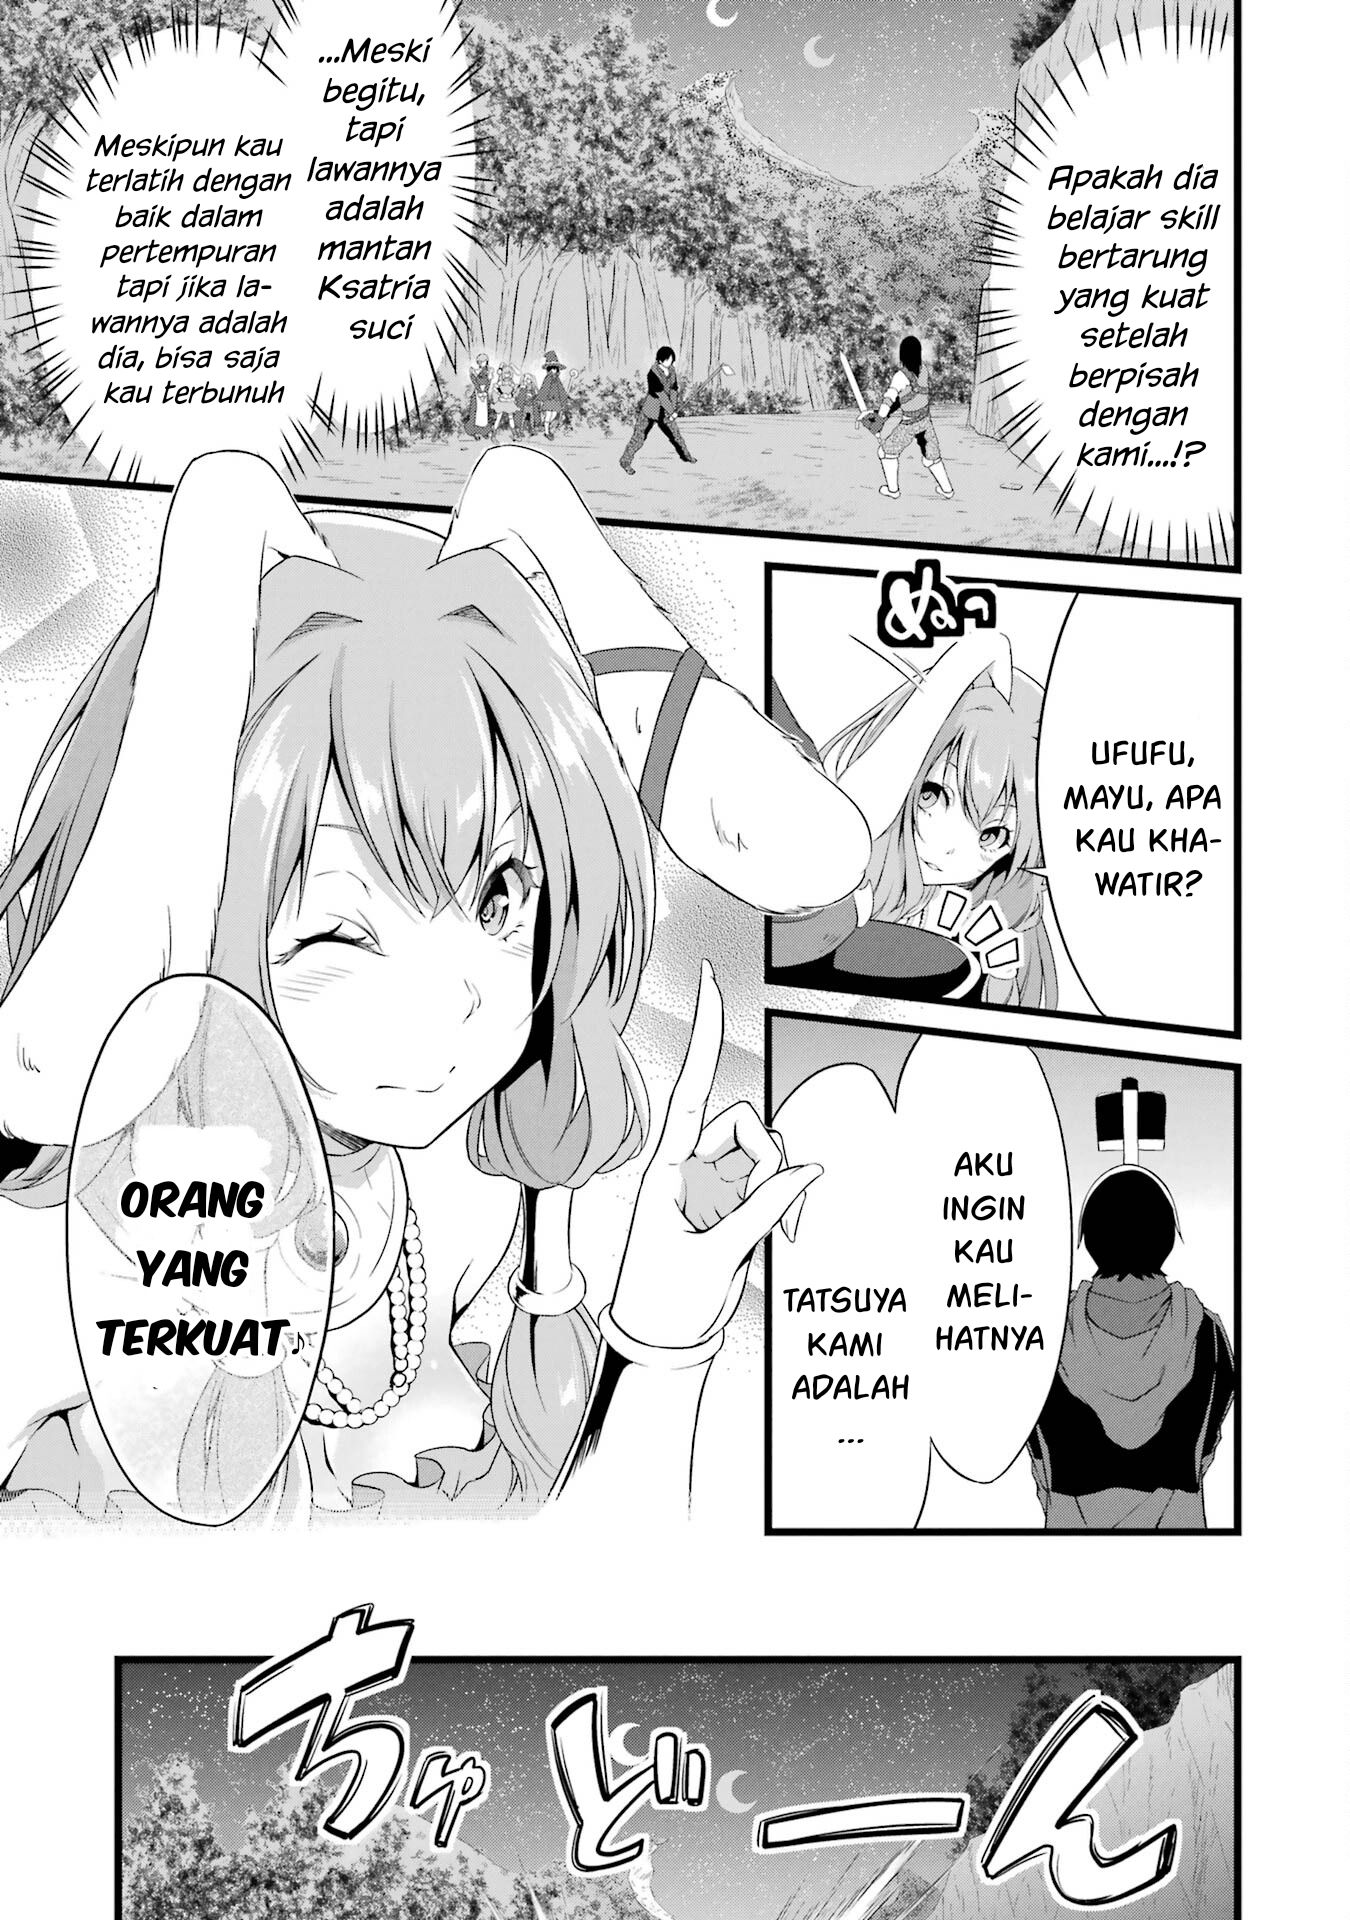 Apakah dia
belajar skill
bertarung
yang kuat
setelah
berpisah
dengan
kami...!?
...Meski
begitu,
tapi
lawannya
adalah
mantan
Ksatria
suci
Meskipun kau
terlatih dengan
baik dalam
pertempuran
tapi jika la-
wannya adalah
dia, bisa saja
kau terbunuh
ぬっ
UFUFU,
MAYU, APA
KAU KHA-
WATIR?
AKU
INGIN
KAU
MELI-
HATNYA
TATSUYA
KAMI
ADALAH
...
ORANG
YANG
TERKUAT♪
ちゅどーん